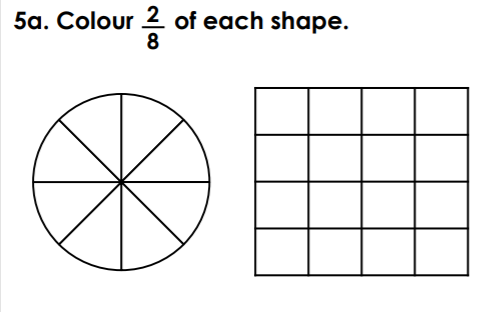 5a. Colour 2/8 of each shape.